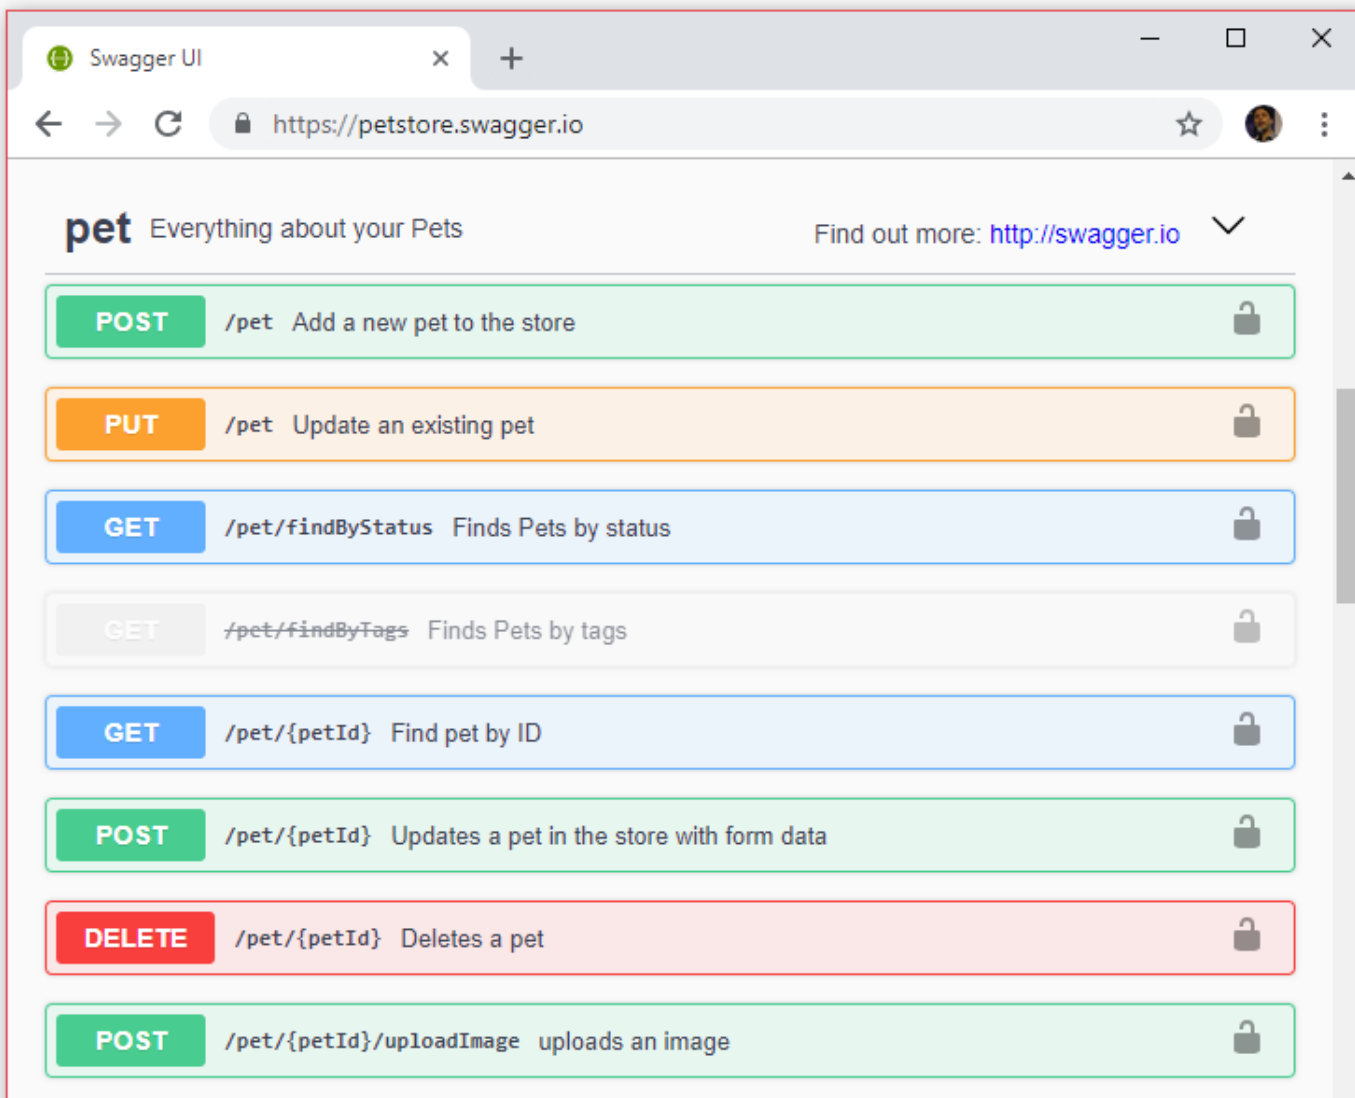 Swagger UI
https://petstore.swagger.io
pet Everything about your Pets Find out more: http://swagger.io
POST /pet Add a new pet to the store
PUT /pet Update an existing pet
GET /pet/findByStatus Finds Pets by status
GET /pet/findByTags Finds Pets by tags
GET /pet/{petId} Find pet by ID
POST /pet/{petId} Updates a pet in the store with form data
DELETE /pet/{petId} Deletes a pet
POST /pet/{petId}/uploadImage uploads an image